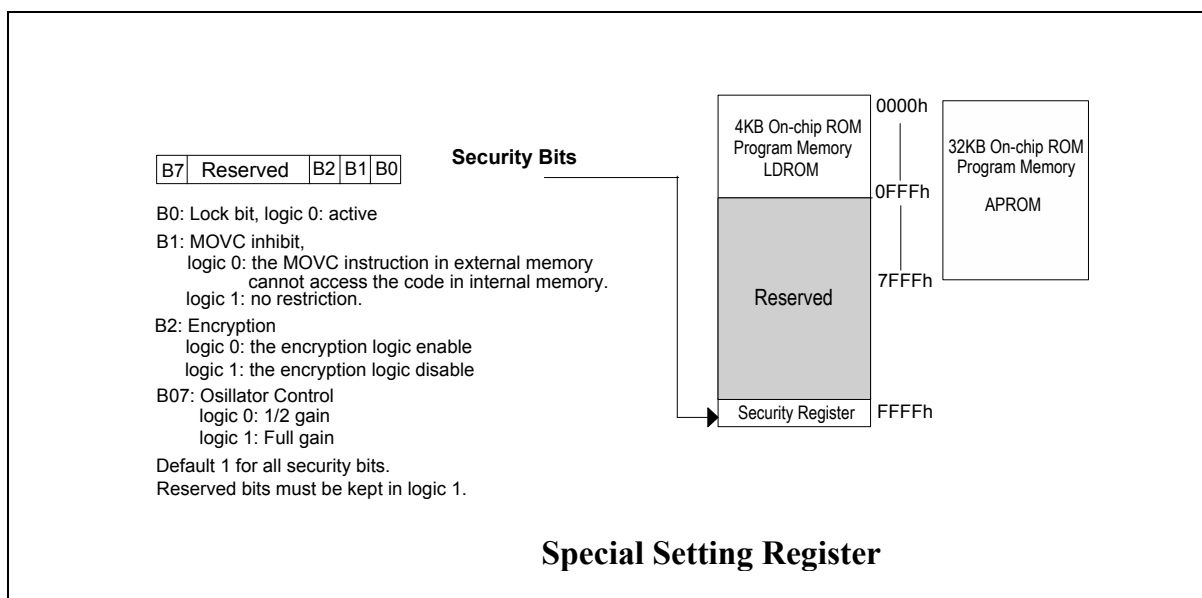 B7 Reserved B2 B1 B0
Security Bits
B0: Lock bit, logic 0: active
B1: MOVC inhibit,
logic 0: the MOVC instruction in external memory
cannot access the code in internal memory.
logic 1: no restriction.
B2: Encryption
logic 0: the encryption logic enable
logic 1: the encryption logic disable
B07: Osillator Control
logic 0: 1/2 gain
logic 1: Full gain
Default 1 for all security bits.
Reserved bits must be kept in logic 1.
4KB On-chip ROM
Program Memory
LDROM
Reserved
Security Register
0000h
0FFFh
7FFFh
FFFFh
32KB On-chip ROM
Program Memory
APROM
Special Setting Register